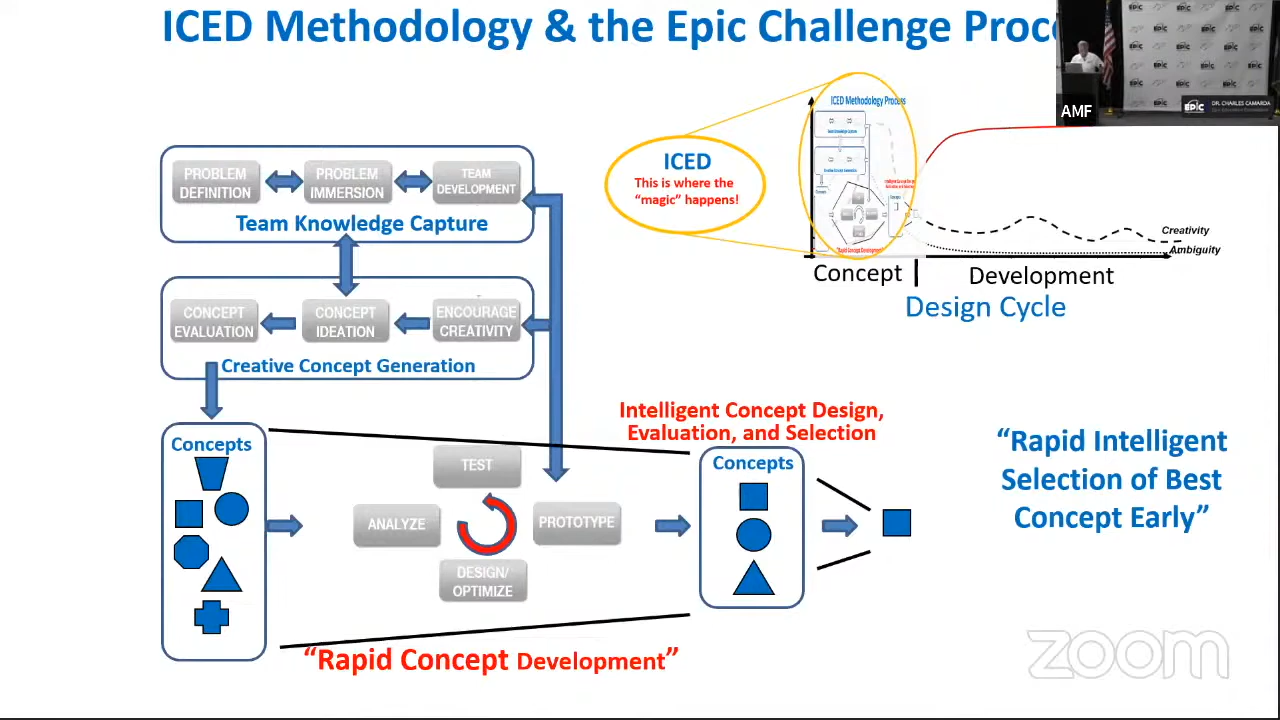 ICED Methodology & the Epic Challenge Proce
EPIC
AMF
EPIC
DR. CHARLES CAMARDA
ICED Methodology Process
ICED
This is where the
"magic" happens!
Creativity
Ambiguity
Concept | Development
Design Cycle
PROBLEM
DEFINITION
PROBLEM
IMMERSION
TEAM
DEVELOPMENT
Team Knowledge Capture
CONCEPT
EVALUATION
CONCEPT
IDEATION
ENCOURAGE
CREATIVITY
Creative Concept Generation
Intelligent Concept Design,
Evaluation, and Selection
Concepts
TEST
ANALYZE
PROTOTYPE
DESIGN/
OPTIMIZE
Concepts
“Rapid Intelligent
Selection of Best
Concept Early”
“Rapid Concept Development”
zoom